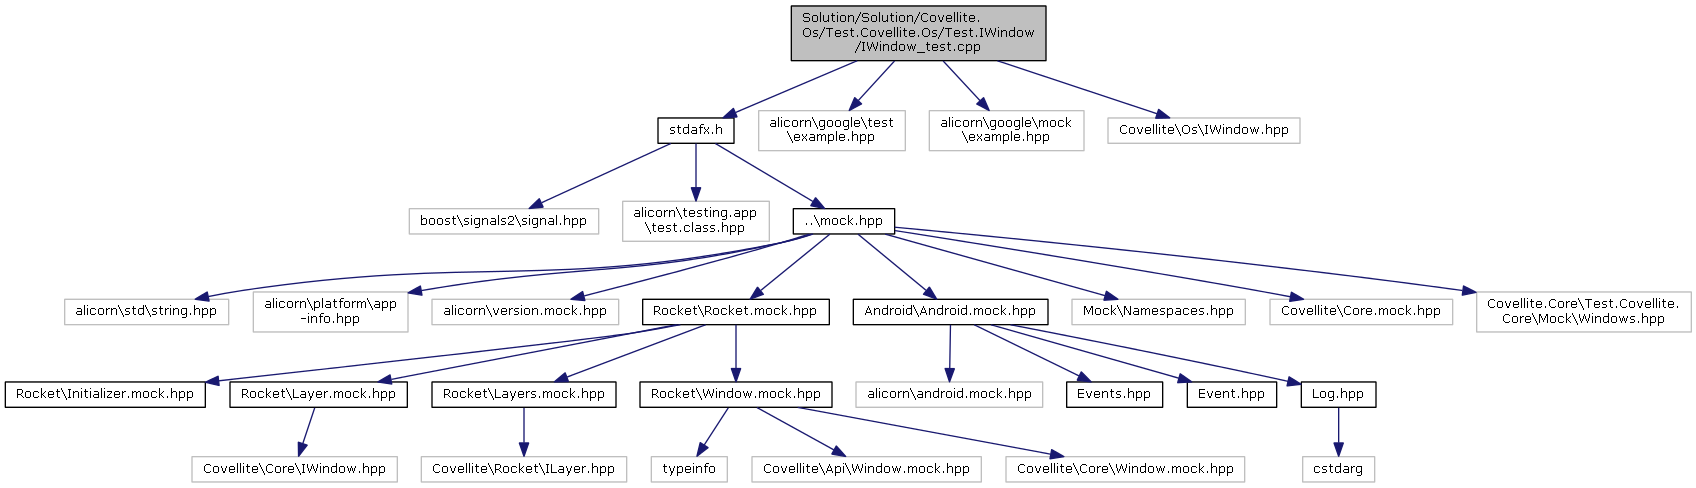 Solution/Solution/Covellite.
Os/Test.Covellite.Os/Test.IWindow
/IWindow_test.cpp
stdafx.h
alicorn\google\test
\example.hpp
alicorn\google\mock
\example.hpp
Covellite\Os\IWindow.hpp
boost\signals2\signal.hpp
alicorn\testing.app
\test.class.hpp
..\mock.hpp
alicorn\std\string.hpp
alicorn\platform\app
-info.hpp
alicorn\version.mock.hpp
Rocket\Rocket.mock.hpp
Android\Android.mock.hpp
Mock\Namespaces.hpp
Covellite\Core.mock.hpp
Covellite.Core\Test.Covellite.
Core\Mock\Windows.hpp
Rocket\Initializer.mock.hpp
Rocket\Layer.mock.hpp
Rocket\Layers.mock.hpp
Rocket\Window.mock.hpp
alicorn\android.mock.hpp
Events.hpp
Event.hpp
Log.hpp
Covellite\Core\IWindow.hpp
Covellite\Rocket\ILayer.hpp
typeinfo
Covellite\Api\Window.mock.hpp
Covellite\Core\Window.mock.hpp
cstdarg